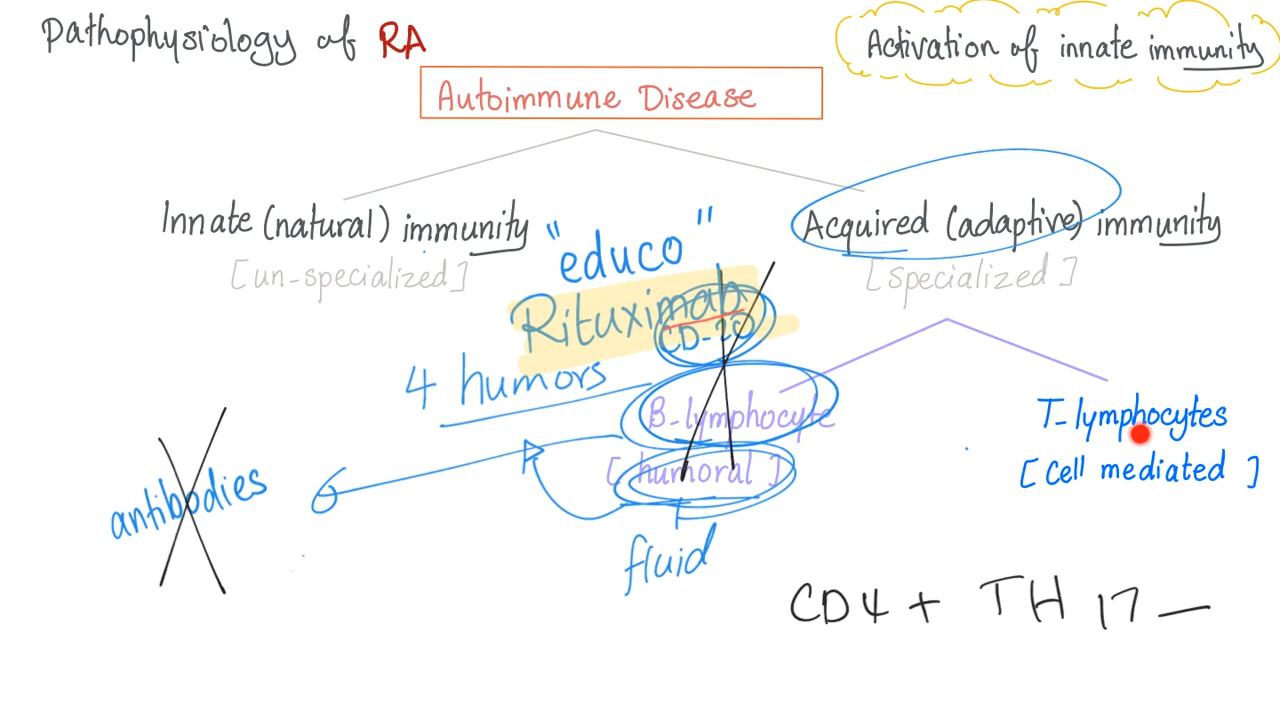 Pathophysiology of RA
Activation of innate immunity
Autoimmune Disease
Innate (natural) immunity
[un-specialized]
"educo"
Acquired (adaptive) immunity
[specialized]
Rituximab
CD-20
4 humors
B-lymphocyte
[humoral]
T-lymphocytes
[cell mediated]
antibodies
fluid
CD4+ TH 17 —